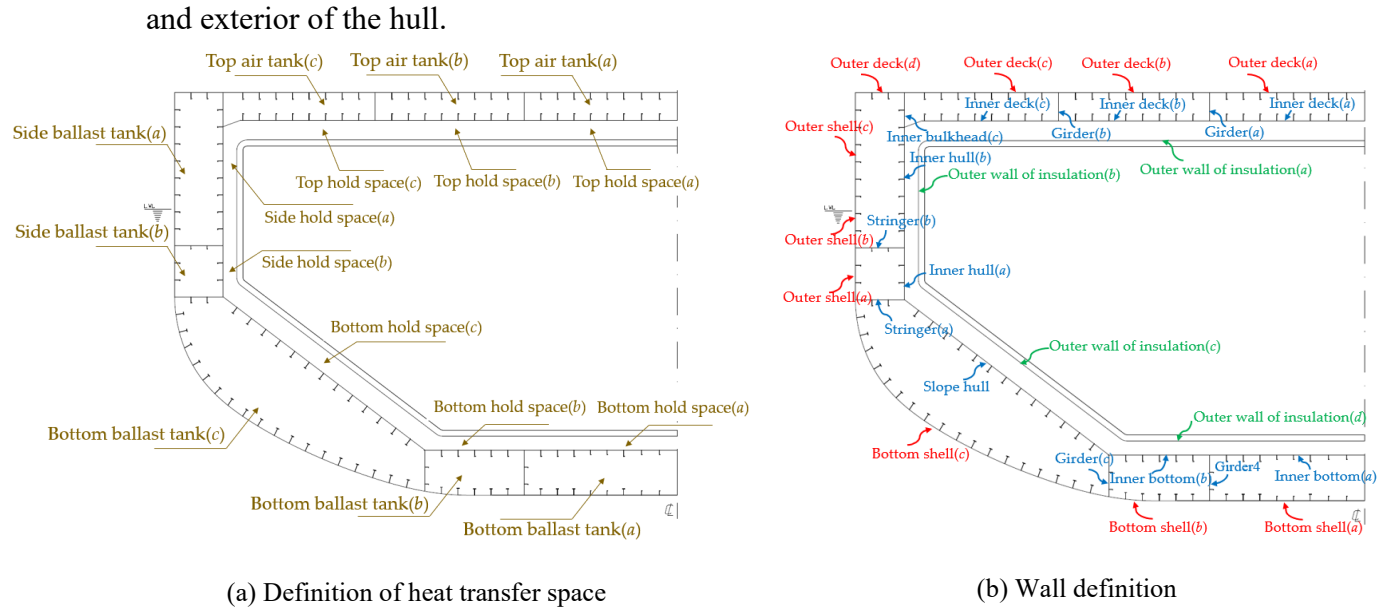 and exterior of the hull.
Top air tank(c)
Top air tank(b)
Top air tank(a)
Side ballast tank(a)
Top hold space(c)
Top hold space(b)
Top hold space(a)
Side hold space(a)
LWL
Side ballast tank(b)
Side hold space(b)
Bottom hold space(c)
Bottom hold space(b)
Bottom hold space(a)
Bottom ballast tank(c)
Bottom ballast tank(b)
Bottom ballast tank(a)
℄
(a) Definition of heat transfer space
Outer deck(d)
Outer deck(c)
Outer deck(b)
Outer deck(a)
Inner deck(c)
Inner deck(b)
Inner deck(a)
Outer shell(c)
Inner bulkhead(c)
Girder(b)
Girder(a)
Inner hull(b)
Outer wall of insulation(b)
Outer wall of insulation(a)
LWL
Stringer(b)
Outer shell(b)
Inner hull(a)
Outer shell(a)
Stringer(a)
Outer wall of insulation(c)
Slope hull
Outer wall of insulation(d)
Bottom shell(c)
Girder(c)
Inner bottom(b)
Girder4
Inner bottom(a)
Bottom shell(b)
Bottom shell(a)
℄
(b) Wall definition